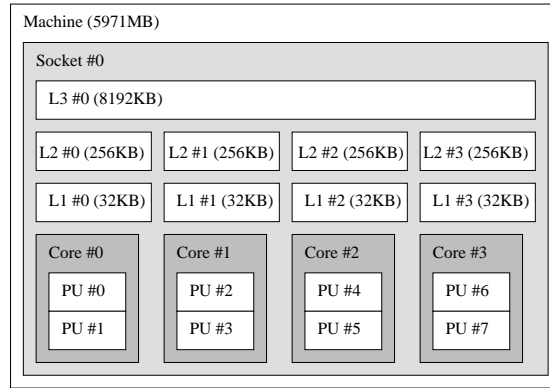 Machine (5971MB)
Socket #0
L3 #0 (8192KB)
L2 #0 (256KB) L2 #1 (256KB) L2 #2 (256KB) L2 #3 (256KB)
L1 #0 (32KB) L1 #1 (32KB) L1 #2 (32KB) L1 #3 (32KB)
Core #0 Core #1 Core #2 Core #3
PU #0 PU #2 PU #4 PU #6
PU #1 PU #3 PU #5 PU #7